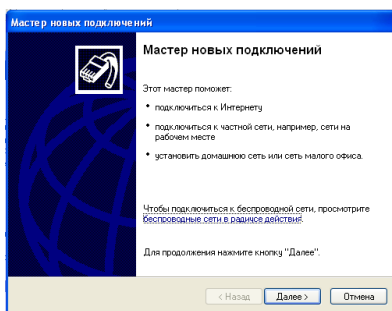 Мастер новых подключений
Мастер новых подключений
Этот мастер поможет:
• подключиться к Интернету
• подключиться к частной сети, например, сети на
рабочем месте
• установить домашнюю сеть или сеть малого офиса.
Чтобы подключиться к беспроводной сети, просмотрите
беспроводные сети в радиусе действия.
Для продолжения нажмите кнопку "Далее".
< Назад
Далее >
Отмена